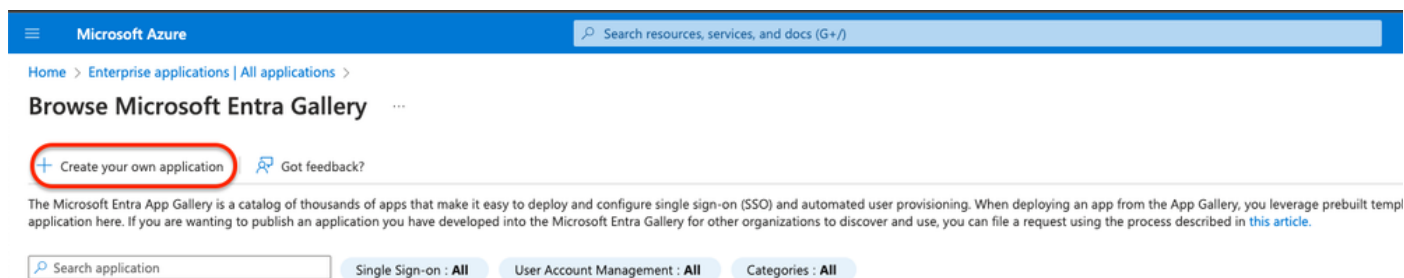 Microsoft Azure
Search resources, services, and docs (G+/)
Home > Enterprise applications | All applications >
Browse Microsoft Entra Gallery ...
+ Create your own application Got feedback?
The Microsoft Entra App Gallery is a catalog of thousands of apps that make it easy to deploy and configure single sign-on (SSO) and automated user provisioning. When deploying an app from the App Gallery, you leverage prebuilt templ
application here. If you are wanting to publish an application you have developed into the Microsoft Entra Gallery for other organizations to discover and use, you can file a request using the process described in this article.
Search application
Single Sign-on : All User Account Management : All Categories : All